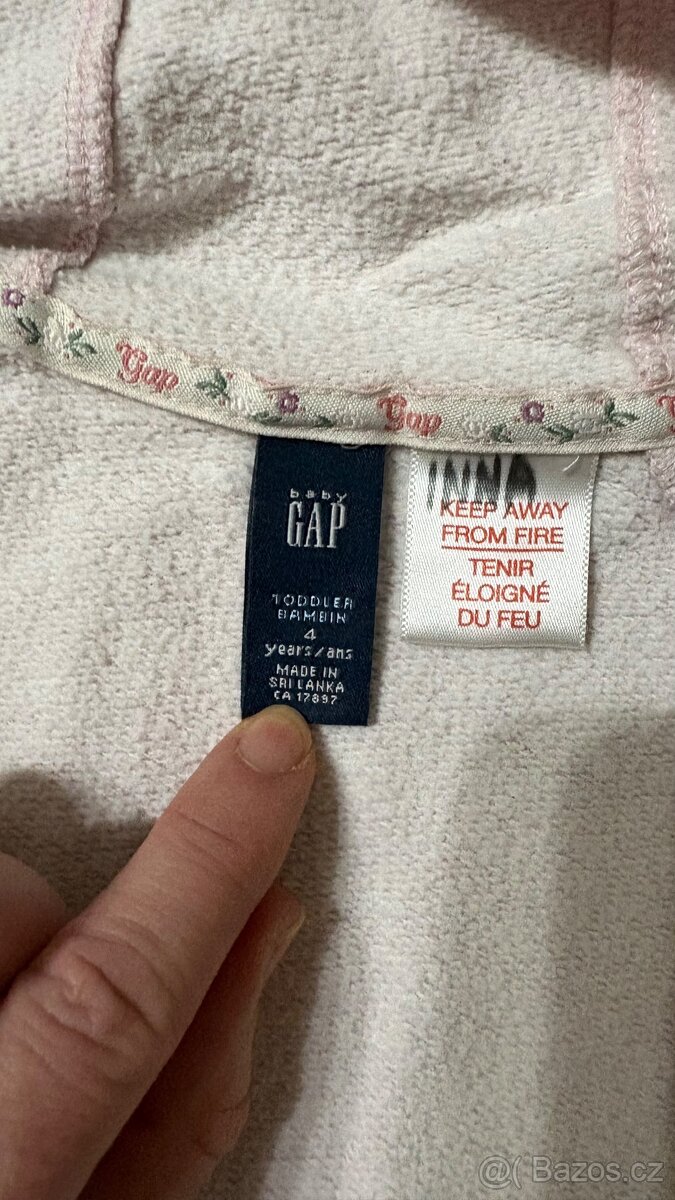 Gap
Gap
baby
GAP
TODDLER
BAMBIN
4
years/ans
MADE IN
SRI LANKA
CA 17897
INNA
KEEP AWAY
FROM FIRE
TENIR
ÉLOIGNÉ
DU FEU
Bazos.cz